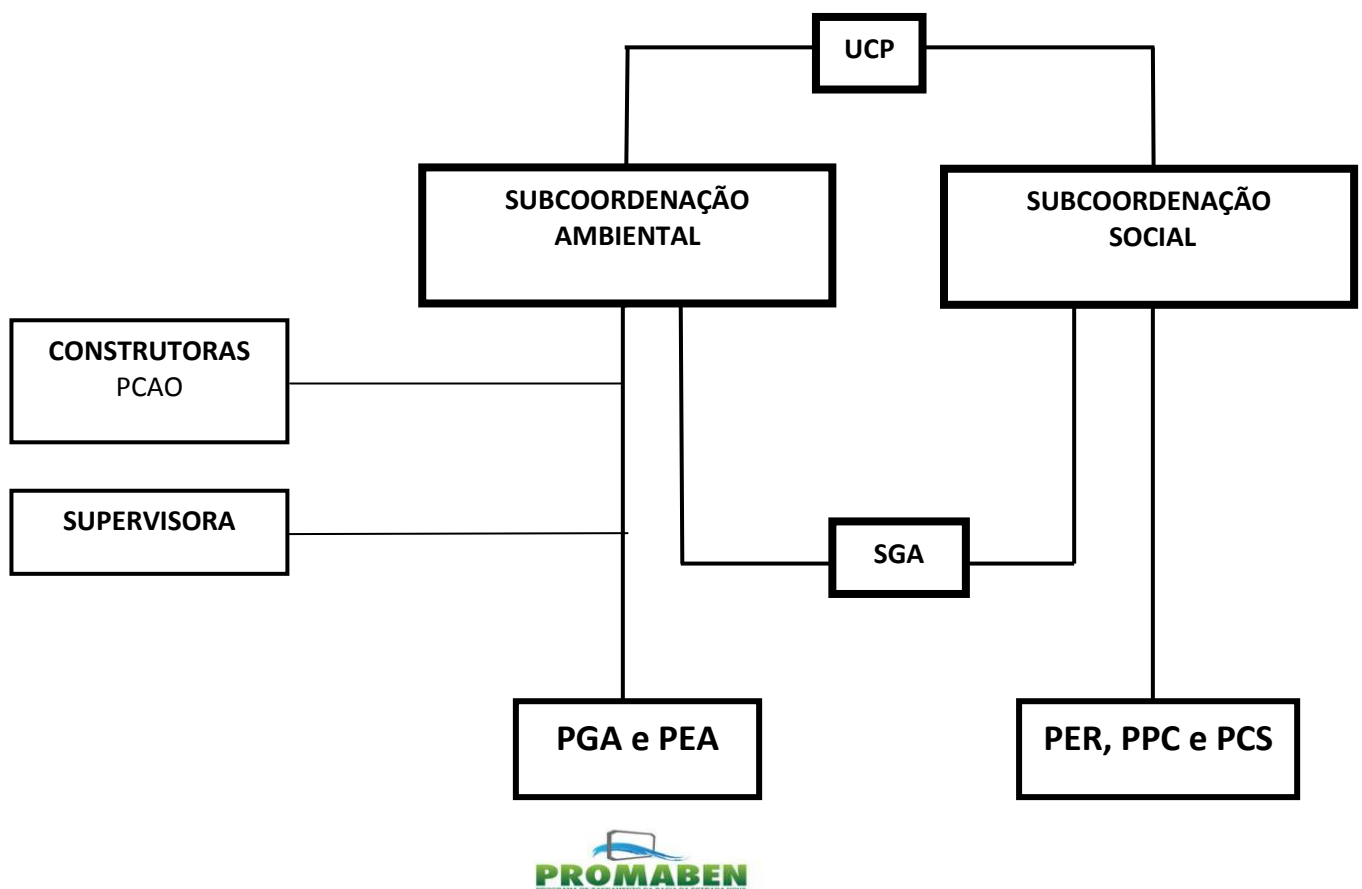 UCP
SUBCOORDENAÇÃO
AMBIENTAL
SUBCOORDENAÇÃO
SOCIAL
CONSTRUTORAS
PCAO
SUPERVISORA
SGA
PGA e PEA
PER, PPC e PCS
PROMABEN